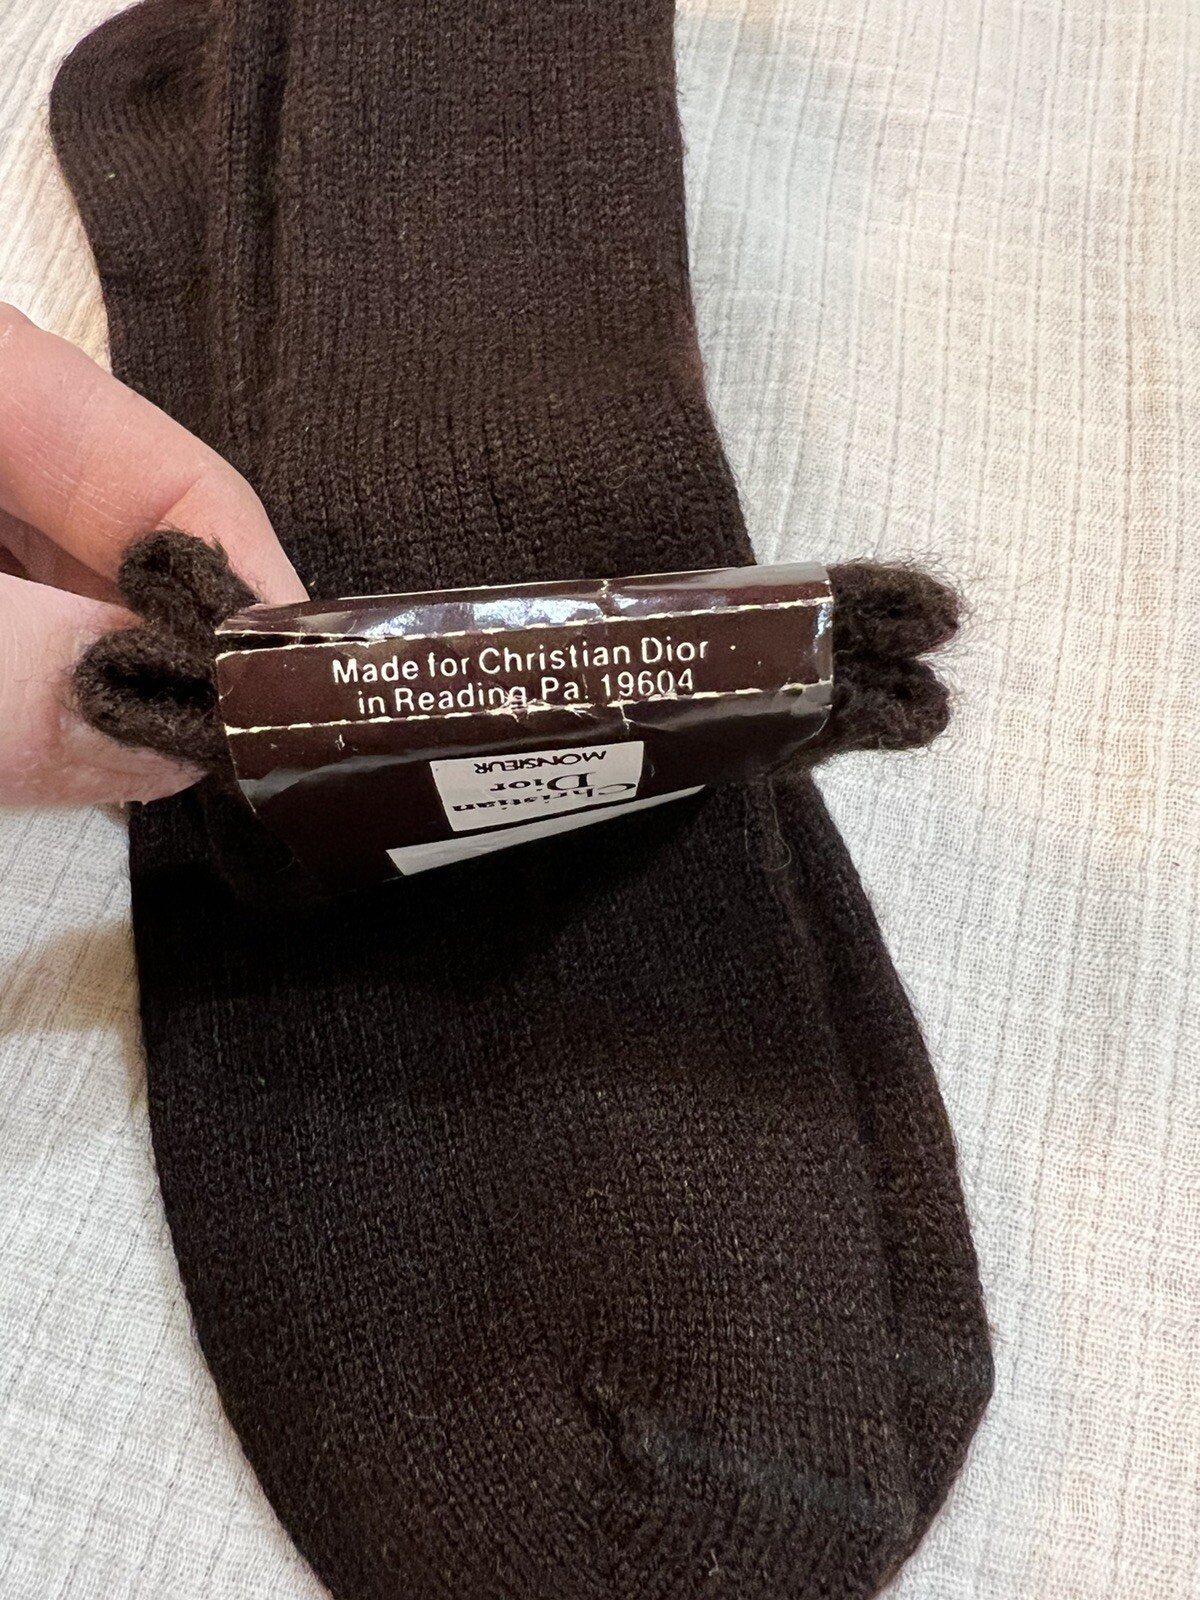 Made for Christian Dior
in Reading, Pa. 19604
Christian
Dior
MONSIEUR